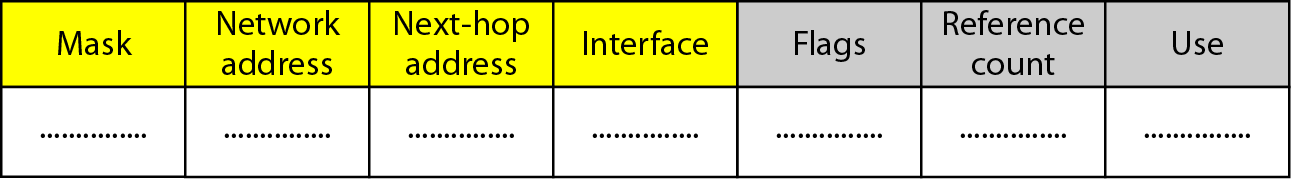 Mask
Network
address
Next-hop
address
Interface
Flags
Reference
count
Use
...............
...............
...............
...............
...............
...............
...............